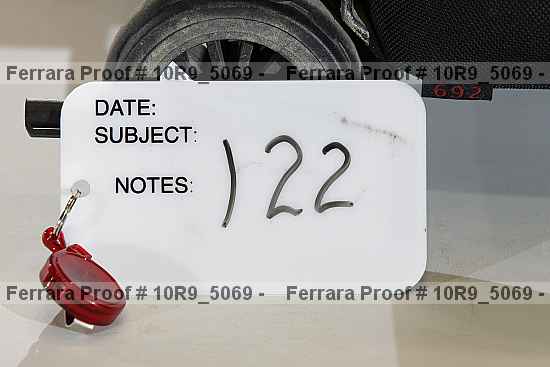 Ferrara Proof # 10R9_5069 - Ferrara Proof # 10R9_5069 -
692
DATE:
SUBJECT:
NOTES: 122
Ferrara Proof # 10R9_5069 - Ferrara Proof # 10R9_5069 -